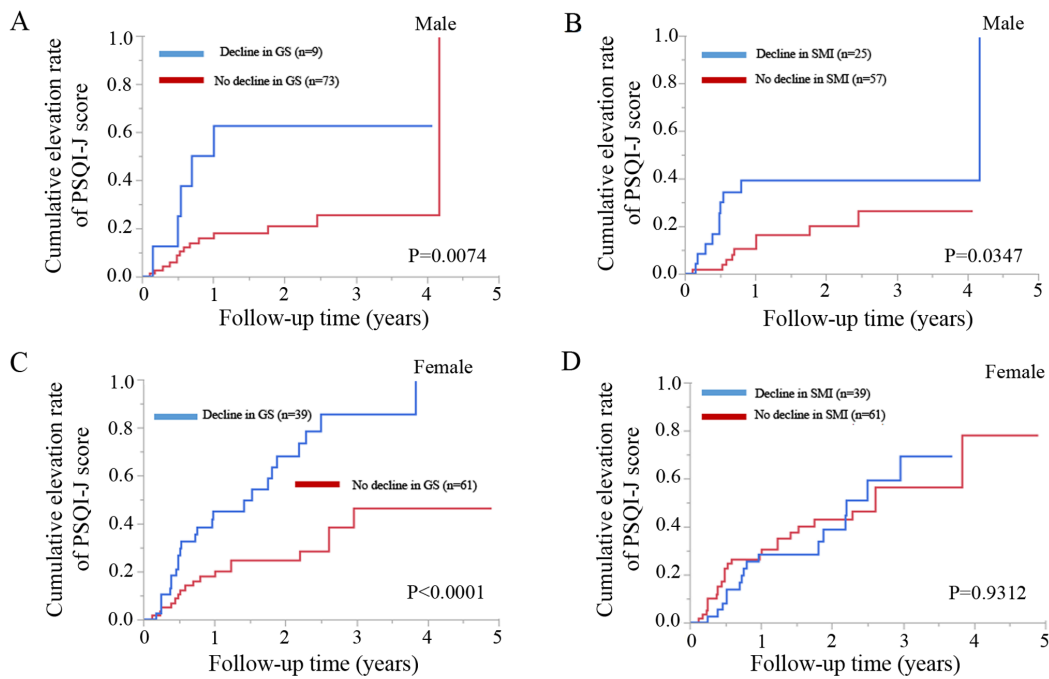 A
Male
Cumulative elevation rate
of PSQI-J score
1.0
0.8
0.6
0.4
0.2
0.0
Decline in GS (n=9)
No decline in GS (n=73)
P=0.0074
0 1 2 3 4 5
Follow-up time (years)
B
Male
Cumulative elevation rate
of PSQI-J score
1.0
0.8
0.6
0.4
0.2
0.0
Decline in SMI (n=25)
No decline in SMI (n=57)
P=0.0347
0 1 2 3 4 5
Follow-up time (years)
C
Female
Cumulative elevation rate
of PSQI-J score
1.0
0.8
0.6
0.4
0.2
0.0
Decline in GS (n=39)
No decline in GS (n=61)
P<0.0001
0 1 2 3 4 5
Follow-up time (years)
D
Female
Cumulative elevation rate
of PSQI-J score
1.0
0.8
0.6
0.4
0.2
0.0
Decline in SMI (n=39)
No decline in SMI (n=61)
P=0.9312
0 1 2 3 4 5
Follow-up time (years)